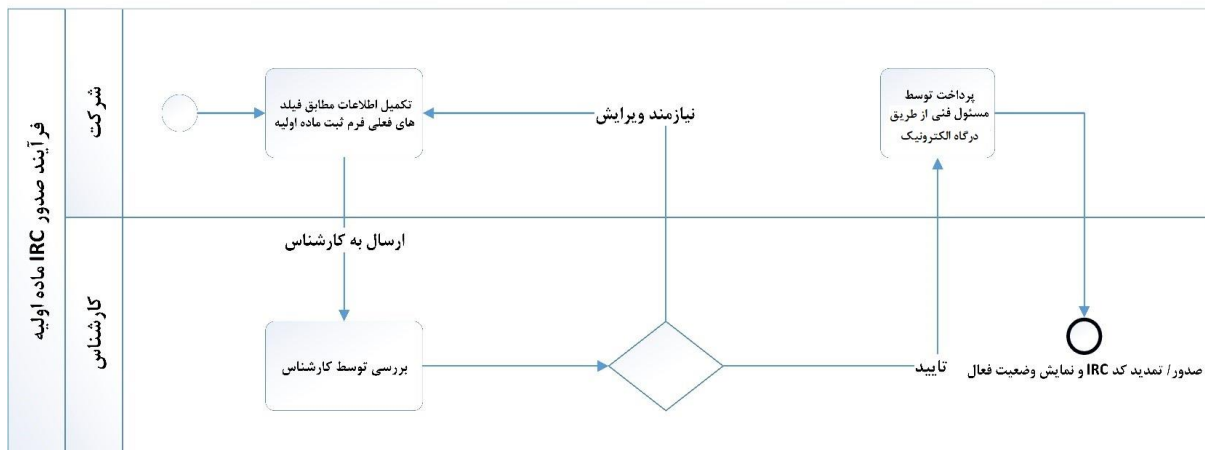 فرآیند صدور IRC ماده اولیه
شرکت
تکمیل اطلاعات مطابق فیلد
های فعلی فرم ثبت ماده اولیه
نیازمند ویرایش
پرداخت توسط
مسئول فنی از طریق
درگاه الکترونیک
ارسال به کارشناس
کارشناس
بررسی توسط کارشناس
تایید
صدور/ تمدید کد IRC و نمایش وضعیت فعال